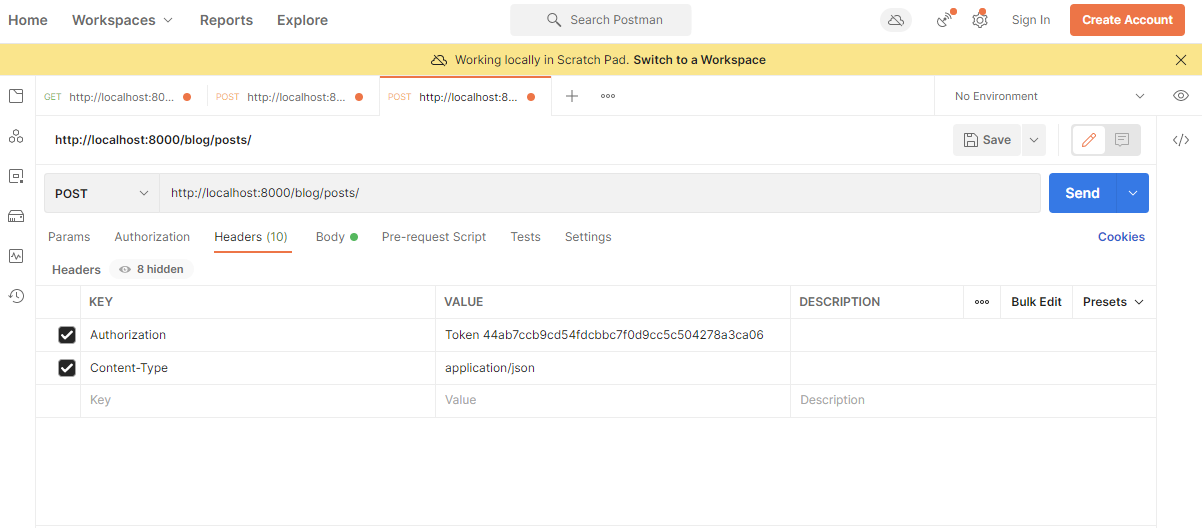 Home Workspaces Reports Explore Search Postman Sign In Create Account
Working locally in Scratch Pad. Switch to a Workspace
GET http://localhost:80... POST http://localhost:8... POST http://localhost:8... No Environment
http://localhost:8000/blog/posts/ Save
POST http://localhost:8000/blog/posts/ Send
Params Authorization Headers (10) Body Pre-request Script Tests Settings Cookies
Headers 8 hidden
KEY VALUE DESCRIPTION Bulk Edit Presets
Authorization Token 44ab7ccb9cd54fdcbbc7f0d9cc5c504278a3ca06
Content-Type application/json
Key Value Description